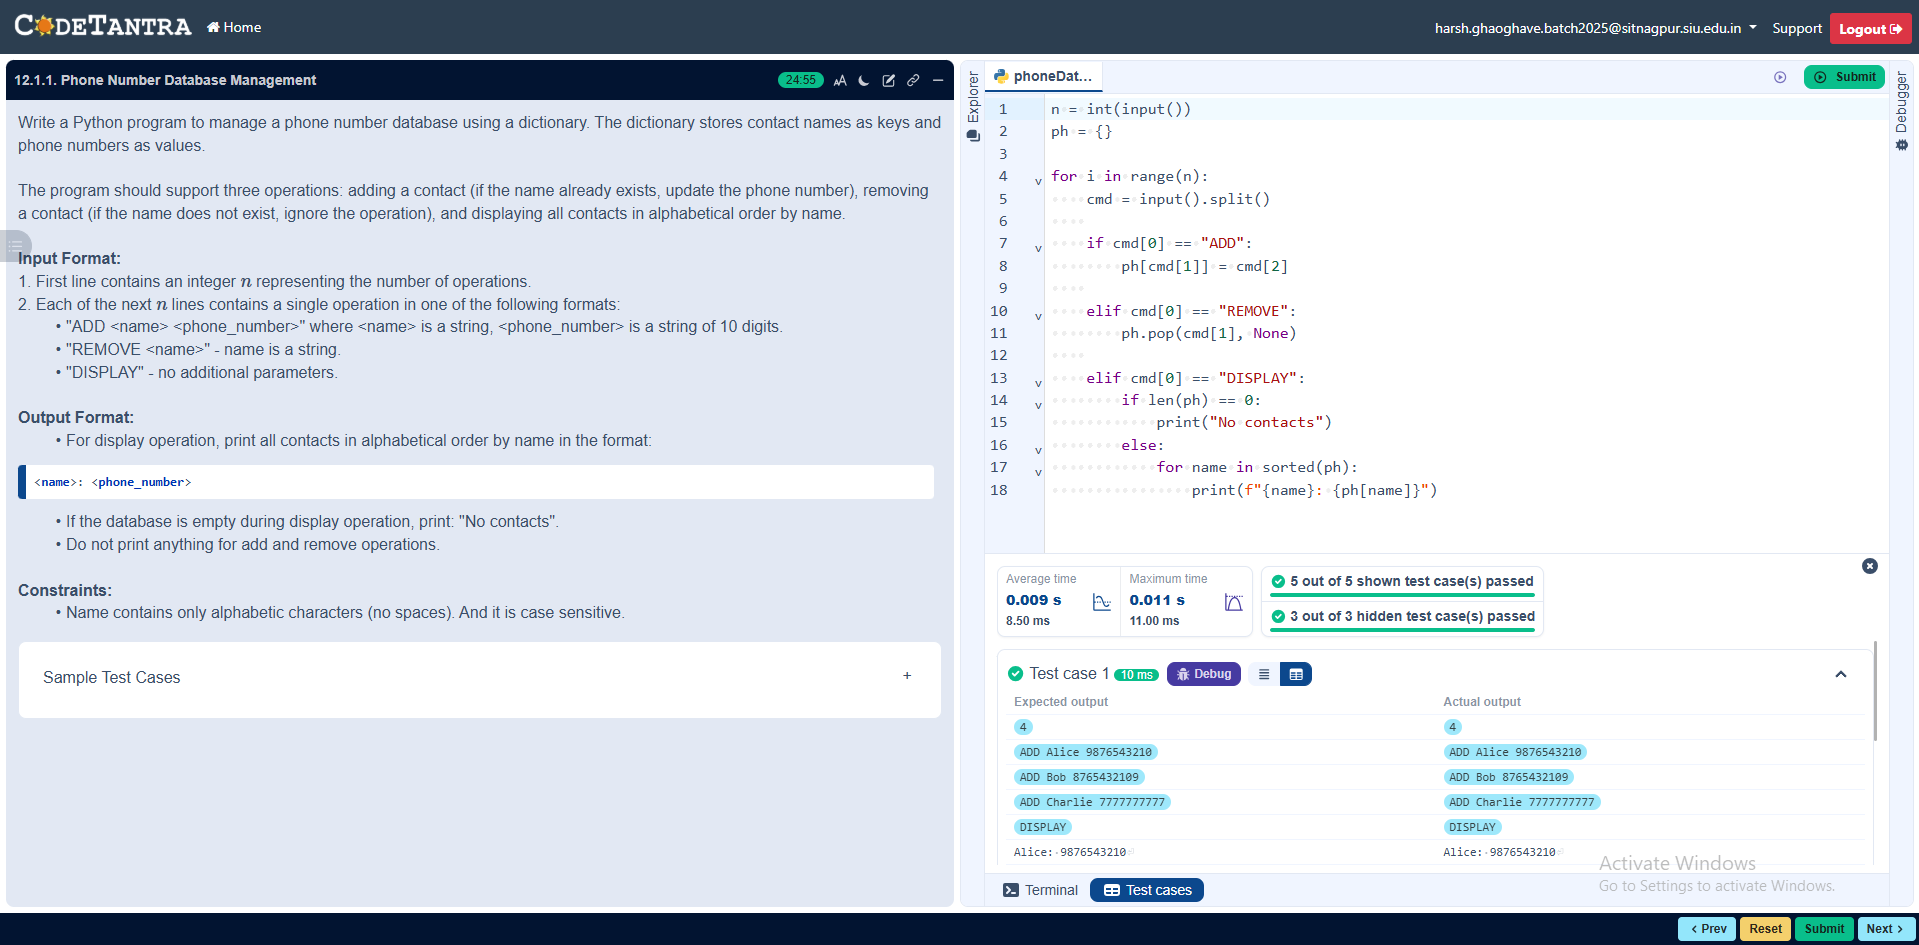 CODETANTRA
Home
harsh.ghaoghave.batch2025@sitnagpur.siu.edu.in
Support
Logout
12.1.1. Phone Number Database Management
24:55
Write a Python program to manage a phone number database using a dictionary. The dictionary stores contact names as keys and
phone numbers as values.
The program should support three operations: adding a contact (if the name already exists, update the phone number), removing
a contact (if the name does not exist, ignore the operation), and displaying all contacts in alphabetical order by name.
Input Format:
1. First line contains an integer n representing the number of operations.
2. Each of the next n lines contains a single operation in one of the following formats:
• "ADD <name> <phone_number>" where <name> is a string, <phone_number> is a string of 10 digits.
• "REMOVE <name>" - name is a string.
• "DISPLAY" - no additional parameters.
Output Format:
• For display operation, print all contacts in alphabetical order by name in the format:
<name>: <phone_number>
• If the database is empty during display operation, print: "No contacts".
• Do not print anything for add and remove operations.
Constraints:
• Name contains only alphabetic characters (no spaces). And it is case sensitive.
Sample Test Cases
+
Explorer
phoneDat...
Submit
Debugger
1 n = int(input())
2 ph = {}
3
4 for i in range(n):
5     cmd = input().split()
6
7     if cmd[0] == "ADD":
8         ph[cmd[1]] = cmd[2]
9
10     elif cmd[0] == "REMOVE":
11         ph.pop(cmd[1], None)
12
13     elif cmd[0] == "DISPLAY":
14         if len(ph) == 0:
15             print("No contacts")
16         else:
17             for name in sorted(ph):
18                 print(f"{name}: {ph[name]}")
Average time
0.009 s
8.50 ms
Maximum time
0.011 s
11.00 ms
5 out of 5 shown test case(s) passed
3 out of 3 hidden test case(s) passed
Test case 1
10 ms
Debug
Expected output
Actual output
4
4
ADD Alice 9876543210
ADD Alice 9876543210
ADD Bob 8765432109
ADD Bob 8765432109
ADD Charlie 7777777777
ADD Charlie 7777777777
DISPLAY
DISPLAY
Alice: 9876543210
Alice: 9876543210
Activate Windows
Go to Settings to activate Windows.
Terminal
Test cases
< Prev
Reset
Submit
Next >